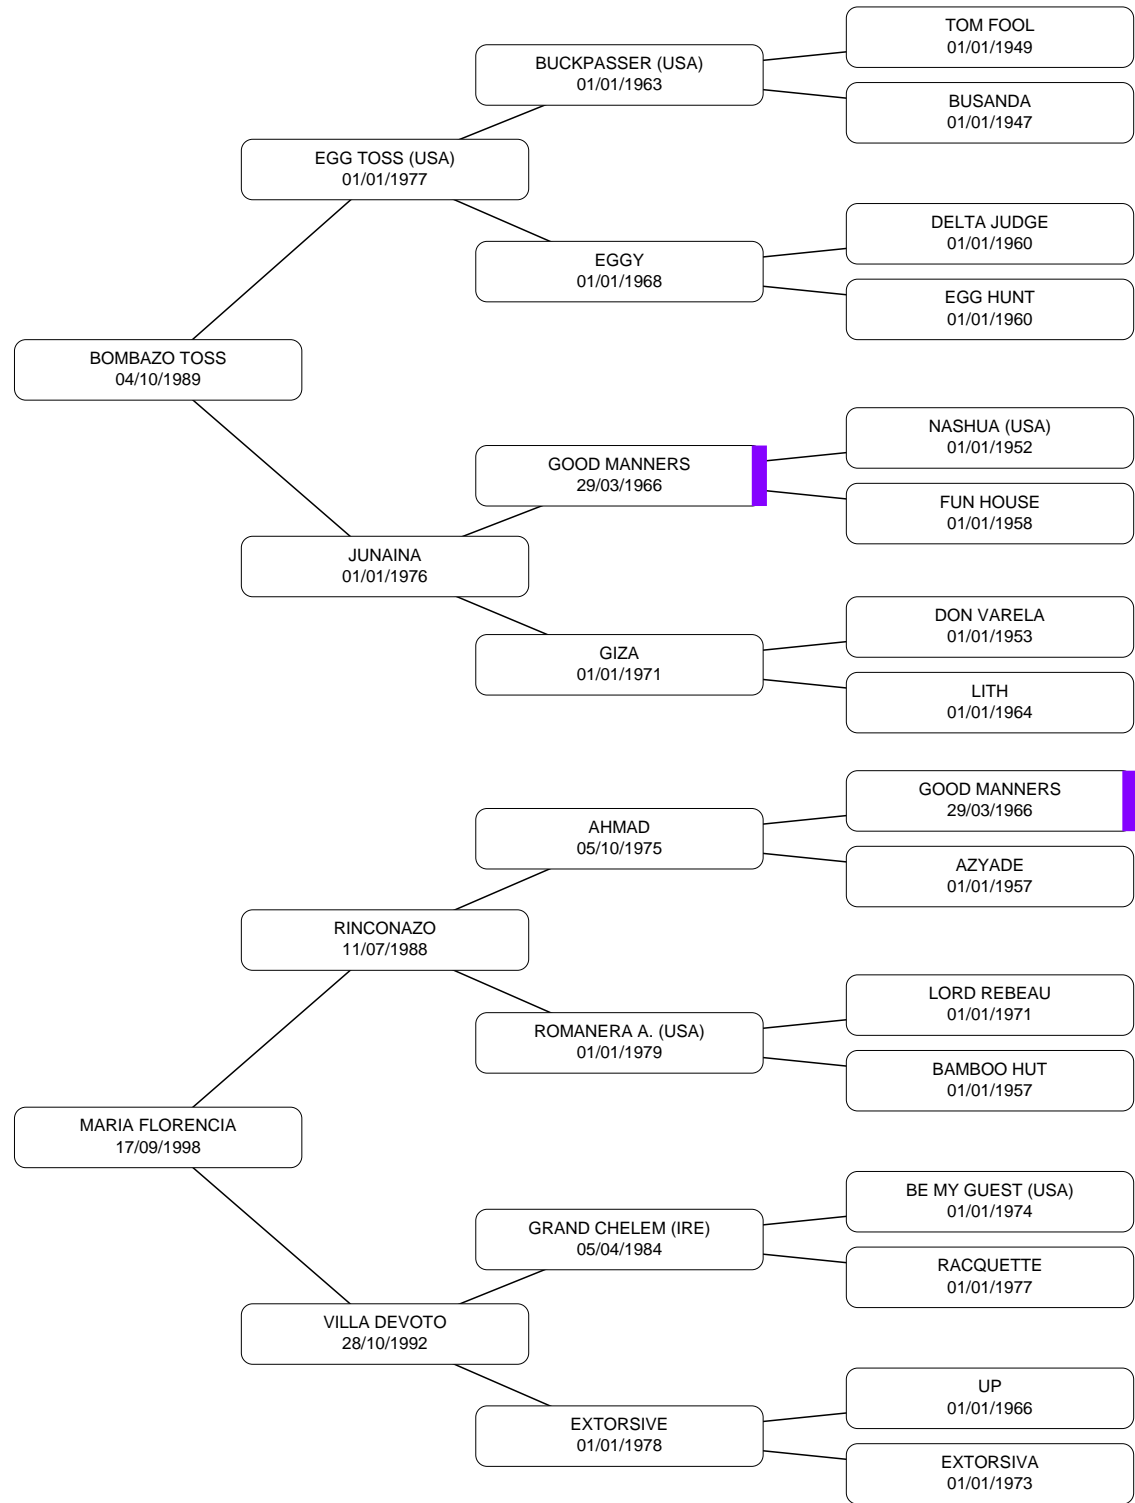 TOM FOOL
01/01/1949
BUCKPASSER (USA)
01/01/1963
BUSANDA
01/01/1947
EGG TOSS (USA)
01/01/1977
DELTA JUDGE
01/01/1960
EGGY
01/01/1968
EGG HUNT
01/01/1960
BOMBAZO TOSS
04/10/1989
NASHUA (USA)
01/01/1952
GOOD MANNERS
29/03/1966
FUN HOUSE
01/01/1958
JUNAINA
01/01/1976
DON VARELA
01/01/1953
GIZA
01/01/1971
LITH
01/01/1964
GOOD MANNERS
29/03/1966
AHMAD
05/10/1975
AZYADE
01/01/1957
RINCONAZO
11/07/1988
LORD REBEAU
01/01/1971
ROMANERA A. (USA)
01/01/1979
BAMBOO HUT
01/01/1957
MARIA FLORENCIA
17/09/1998
BE MY GUEST (USA)
01/01/1974
GRAND CHELEM (IRE)
05/04/1984
RACQUETTE
01/01/1977
VILLA DEVOTO
28/10/1992
UP
01/01/1966
EXTORSIVE
01/01/1978
EXTORSIVA
01/01/1973